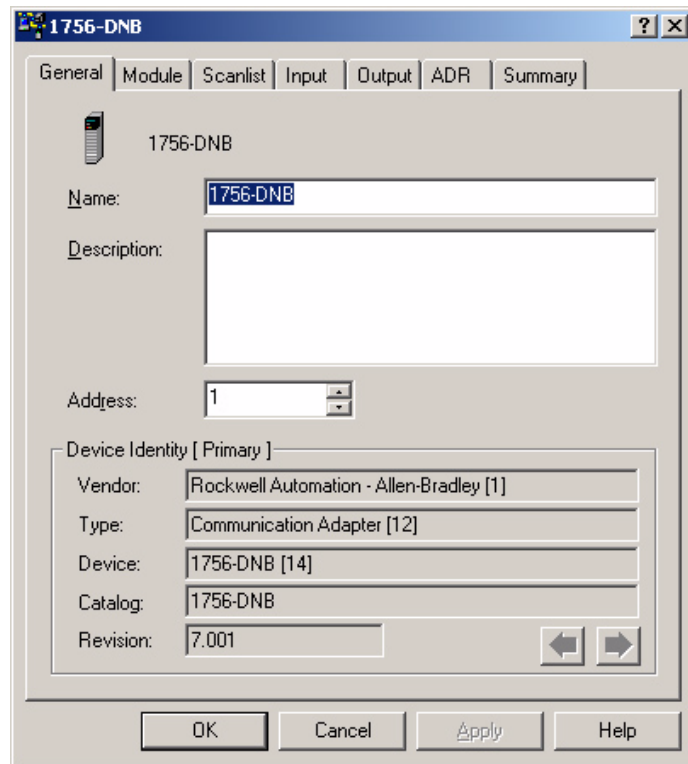 1756-DNB
General Module Scanlist Input Output ADR Summary
1756-DNB
Name: 1756-DNB
Description:
Address: 1
Device Identity [ Primary ]
Vendor: Rockwell Automation - Allen-Bradley [1]
Type: Communication Adapter [12]
Device: 1756-DNB [14]
Catalog: 1756-DNB
Revision: 7.001
OK Cancel Apply Help